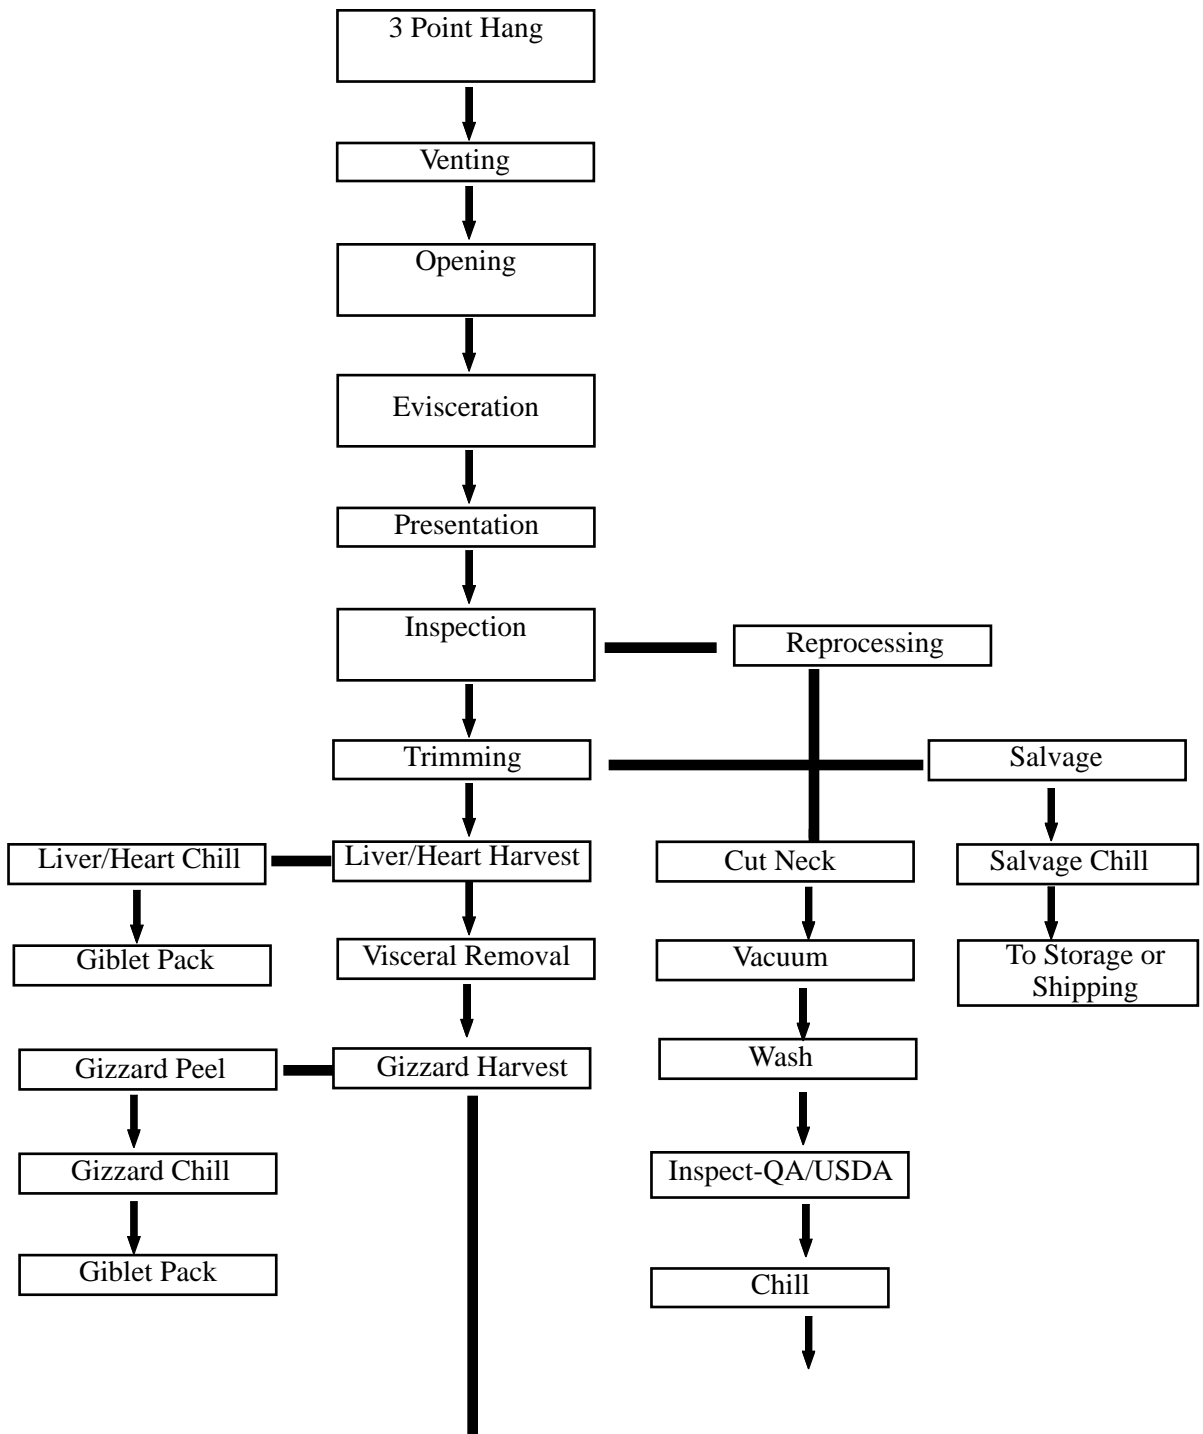 3 Point Hang
Venting
Opening
Evisceration
Presentation
Inspection
Reprocessing
Trimming
Salvage
Liver/Heart Chill
Liver/Heart Harvest
Cut Neck
Salvage Chill
Giblet Pack
Visceral Removal
Vacuum
To Storage or
Shipping
Gizzard Peel
Gizzard Harvest
Wash
Gizzard Chill
Inspect-QA/USDA
Giblet Pack
Chill